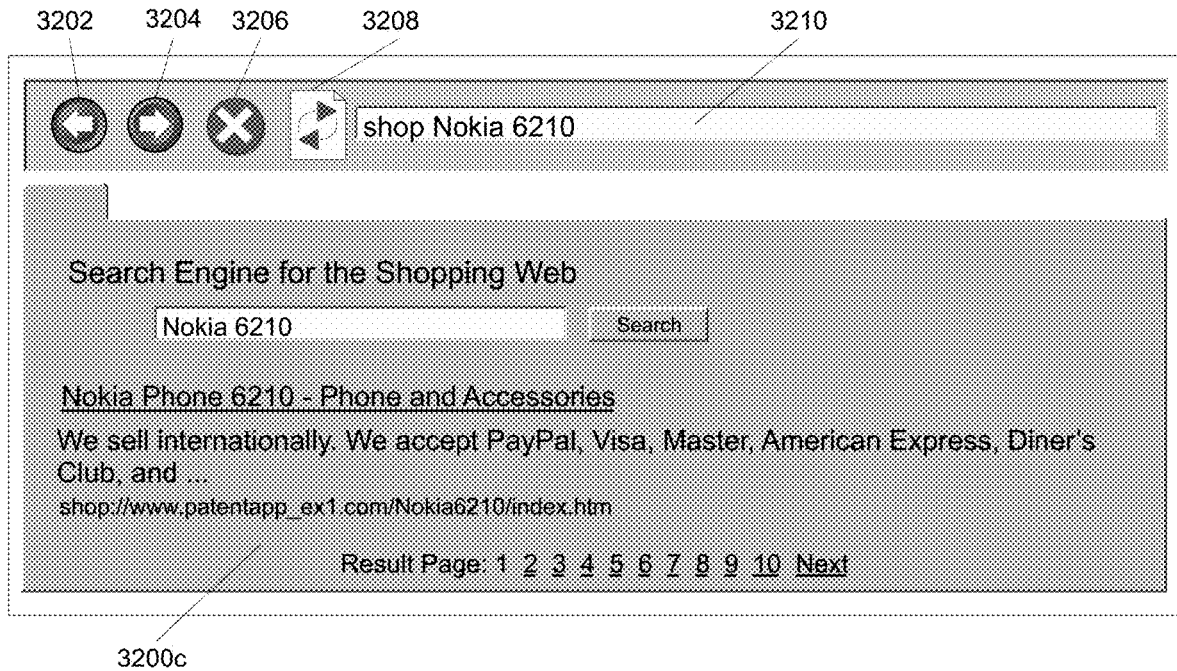 3202 3204 3206 3208 3210
shop Nokia 6210
Search Engine for the Shopping Web
Nokia 6210 Search
Nokia Phone 6210 - Phone and Accessories
We sell internationally. We accept PayPal, Visa, Master, American Express, Diner's
Club, and ...
shop://www.patentapp_ex1.com/Nokia6210/index.htm
Result Page: 1 2 3 4 5 6 7 8 9 10 Next
3200c